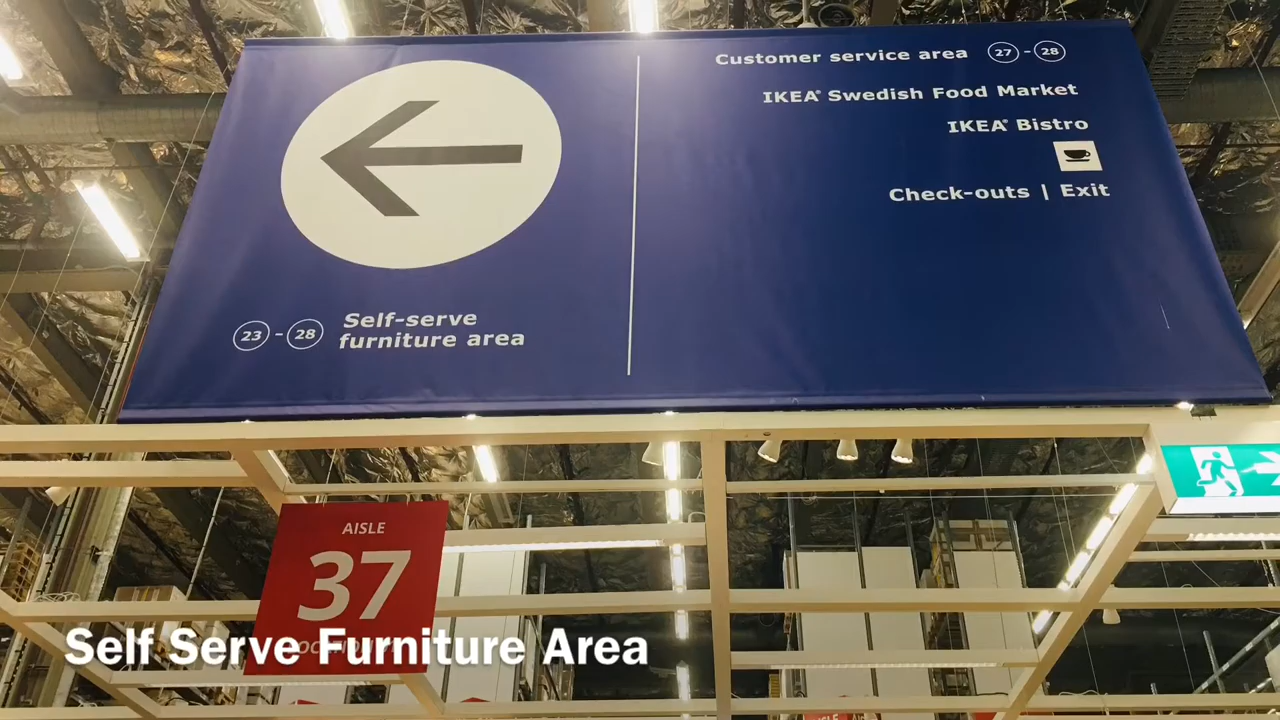 Customer service area 27 - 28
IKEA® Swedish Food Market
IKEA® Bistro
Check-outs | Exit
23 - 28 Self-serve
furniture area
AISLE
37
Self Serve Furniture Area